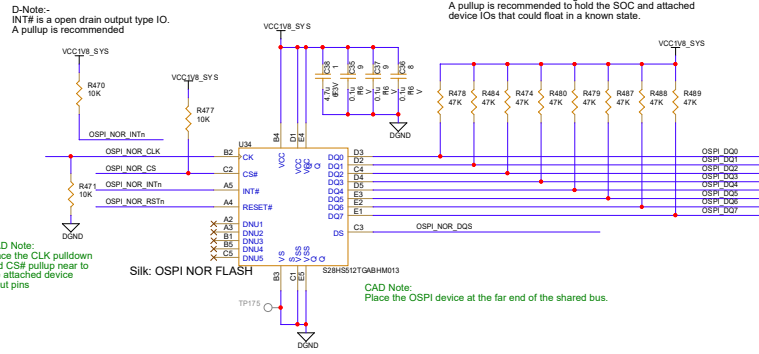 D-Note:-
INT# is a open drain output type IO.
A pullup is recommended
A pullup is recommended to hold the SOC and attached
device IOs that could float in a known state.
VCC1V8_SYS
VCC1V8_SYS
VCC1V8_SYS
VCC1V8_SYS
R470
10K
R477
10K
C38
4.7u
6.3V
C35
0.1u
C37
0.1u
C36
0.1u
DGND
R478
47K
R484
47K
R474
47K
R480
47K
R479
47K
R487
47K
R488
47K
R489
47K
OSPI_NOR_INTn
OSPI_NOR_CLK
OSPI_NOR_CS
OSPI_NOR_INTn
OSPI_NOR_RSTn
R471
10K
DGND
U34
B4
D1
E4
VCC
B2
CK
C2
CS#
A5
INT#
A4
RESET#
A2
DNU1
A3
DNU2
B1
DNU3
B5
DNU4
C5
DNU5
DQ0
D3
DQ1
D2
DQ2
C4
DQ3
D4
DQ4
D5
DQ5
E3
DQ6
E2
DQ7
E1
DS
C3
OSPI_DQ0
OSPI_DQ1
OSPI_DQ2
OSPI_DQ3
OSPI_DQ4
OSPI_DQ5
OSPI_DQ6
OSPI_DQ7
OSPI_NOR_DQS
B3
C1
E5
S28HS512TGABHM013
Silk: OSPI NOR FLASH
TP175
DGND
D Note:
ce the CLK pulldown
d CS# pullup near to
attached device
ut pins
CAD Note:
Place the OSPI device at the far end of the shared bus.